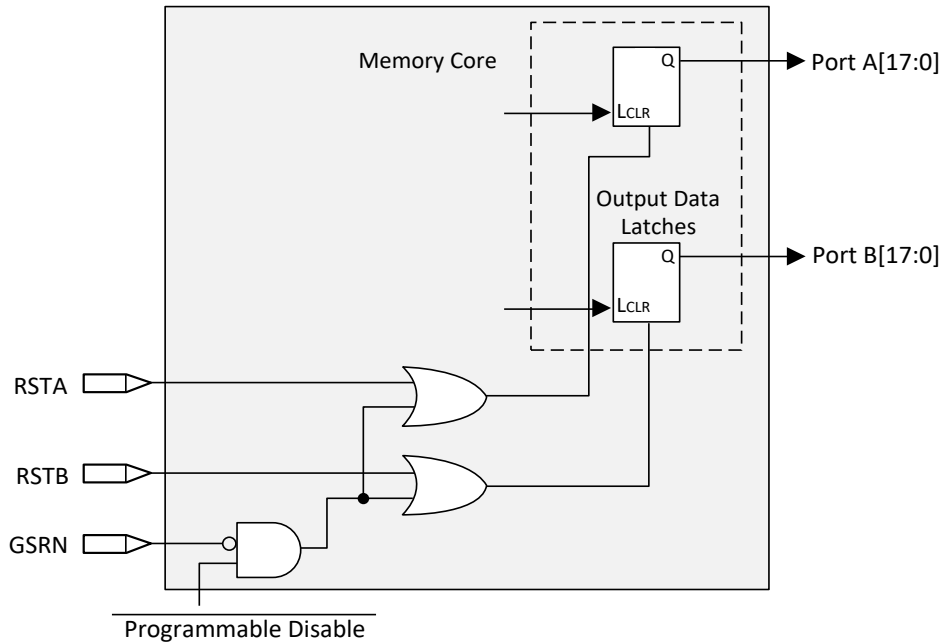 Memory Core
Q
Port A[17:0]
LCLR
Output Data
Latches
Q
Port B[17:0]
LCLR
RSTA
RSTB
GSRN
Programmable Disable